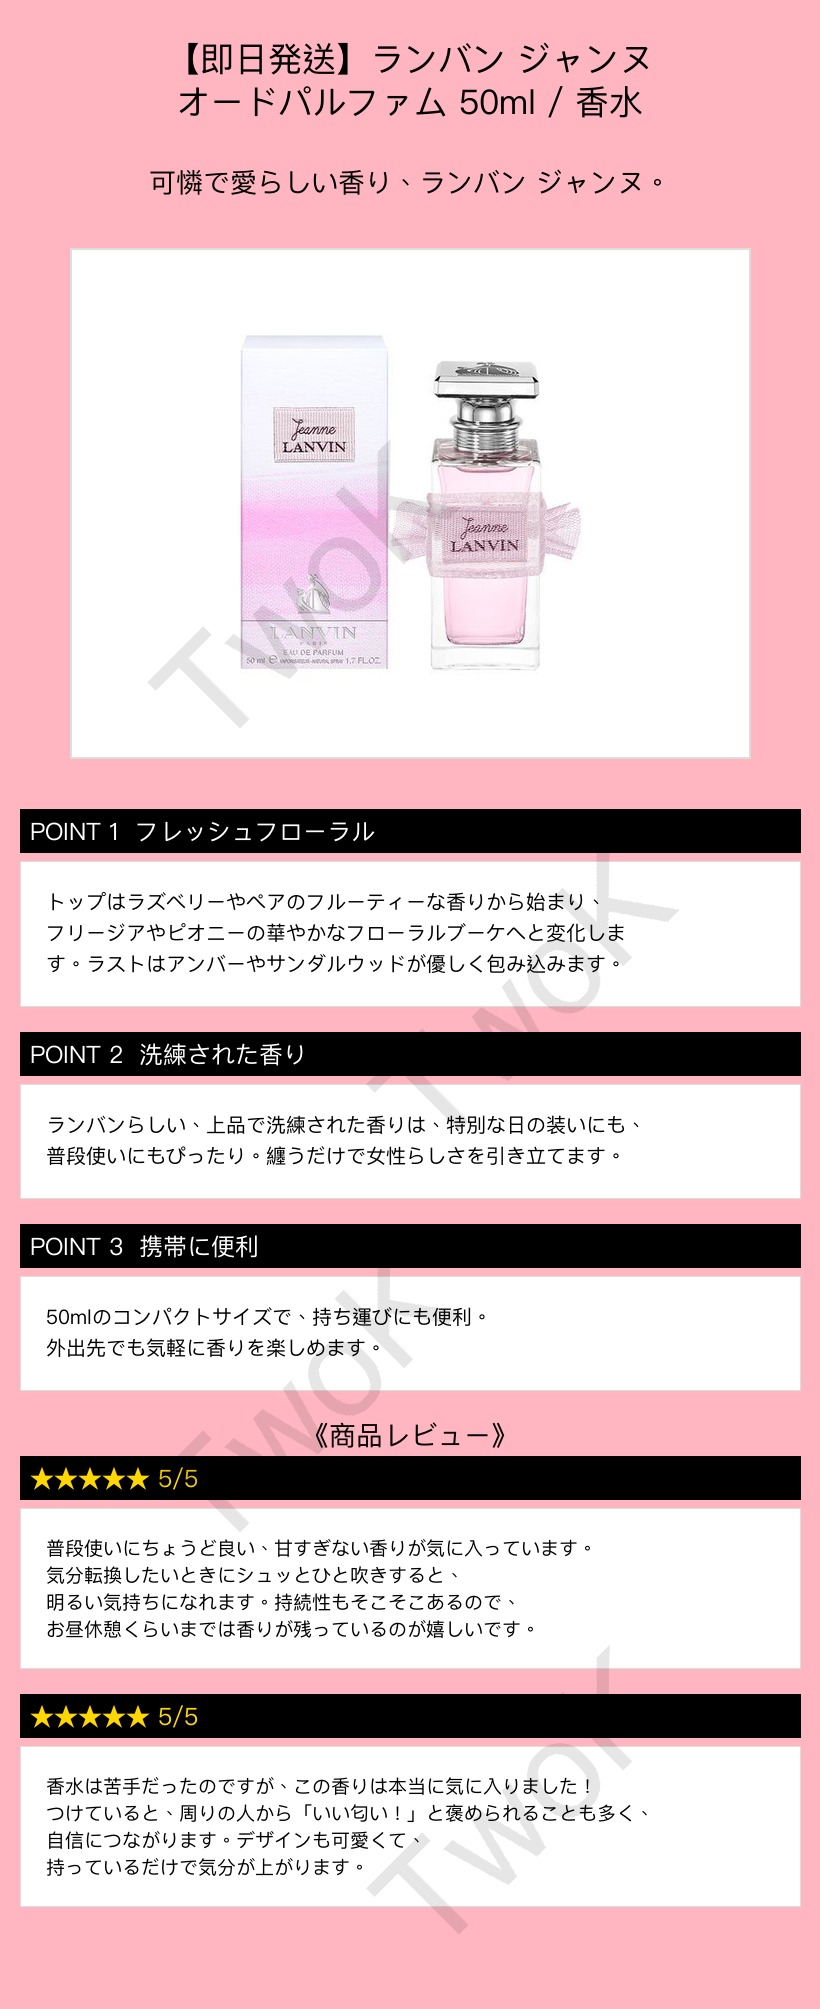 【即日発送】ランバン ジャンヌ
オードパルファム 50ml / 香水
可憐で愛らしい香り、ランバン ジャンヌ。
Jeanne
LANVIN
LANVIN
PARIS
EAU DE PARFUM
50 ml e VAPORISATEUR-NATURAL SPRAY 1,7 FL.OZ.
Jeanne
LANVIN
TwoK
POINT 1 フレッシュフローラル
トップはラズベリーやペアのフルーティーな香りから始まり、
フリージアやピオニーの華やかなフローラルブーケへと変化しま
す。ラストはアンバーやサンダルウッドが優しく包み込みます。
TwoK
POINT 2 洗練された香り
ランバンらしい、上品で洗練された香りは、特別な日の装いにも、
普段使いにもぴったり。纏うだけで女性らしさを引き立てます。
POINT 3 携帯に便利
50mlのコンパクトサイズで、持ち運びにも便利。
外出先でも気軽に香りを楽しめます。
TwoK
《商品レビュー》
★★★★★ 5/5
普段使いにちょうど良い、甘すぎない香りが気に入っています。
気分転換したいときにシュッとひと吹きすると、
明るい気持ちになれます。持続性もそこそこあるので、
お昼休憩くらいまでは香りが残っているのが嬉しいです。
★★★★★ 5/5
香水は苦手だったのですが、この香りは本当に気に入りました！
つけていると、周りの人から「いい匂い！」と褒められることも多く、
自信につながります。デザインも可愛くて、
持っているだけで気分が上がります。
TwoK